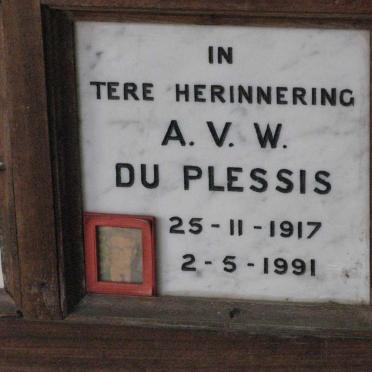 IN
TERE HERINNERING
A. V. W.
DU PLESSIS
25 - 11 - 1917
2 - 5 - 1991